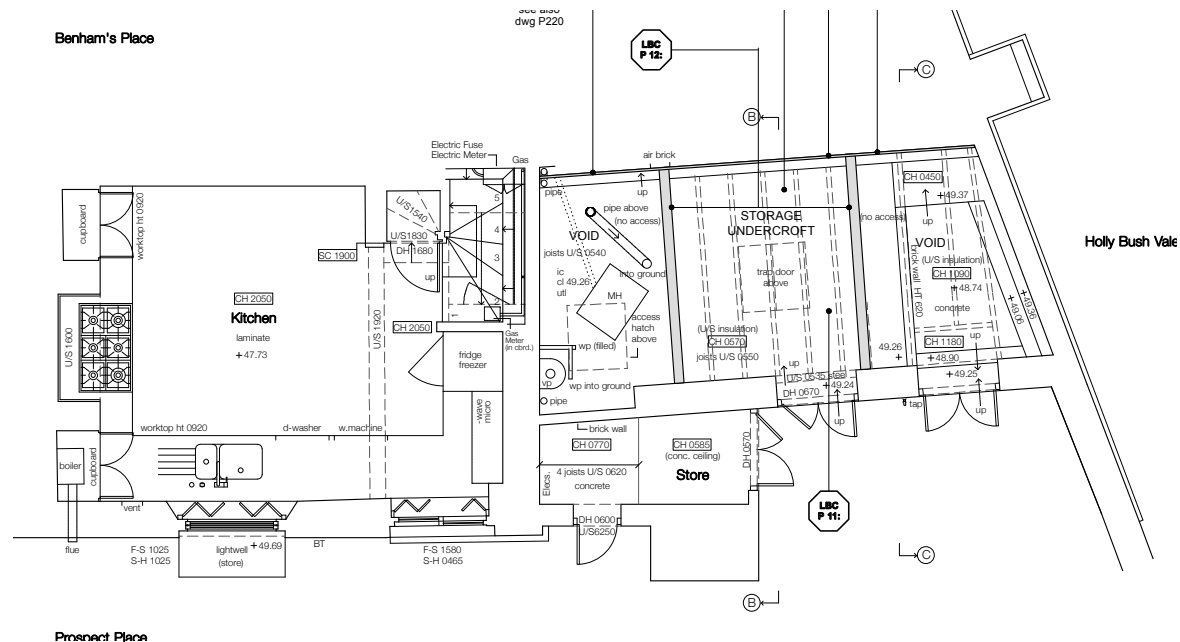 see also
dwg P220
Benham's Place
LBC
P 12:
C
B
Electric Fuse
Electric Meter
Gas
air brick
pipe
up
pipe above
(no access)
CH 0450
+49.37
up
cupboard
worktop ht 0920
U/S1540
U/S1830
DH 1680
up
SC 1900
5
4
3
2
1
VOID
joists U/S 0540
STORAGE
UNDERCROFT
(no access)
VOID
(U/S insulation)
CH 1090
+48.74
concrete
brick wall HT 620
Holly Bush Vale
ic
cl 49.26
utl
into ground
MH
trap door
above
CH 2050
Kitchen
laminate
+47.73
U/S 1600
U/S 1920
CH 2050
Gas
Meter
(in cbrd.)
access
hatch
above
(U/S insulation)
CH 0570
joists U/S 0550
49.26
+
CH 1180
+48.90
+49.25
+49.06
+49.36
fridge
freezer
wp (filled)
vp
wp into ground
pipe
up
U/S 0535 steel
+49.24
DH 0670
up
tap
up
micro
-wave
brick wall
CH 0770
CH 0585
(conc. ceiling)
DH 0570
worktop ht 0920
d-washer
w.machine
boiler
cupboard
Elecs.
4 joists U/S 0620
concrete
Store
vent
DH 0600
U/S6250
LBC
P 11:
flue
F-S 1025
S-H 1025
lightwell
(store)
+49.69
BT
F-S 1580
S-H 0465
C
B
Prospect Place